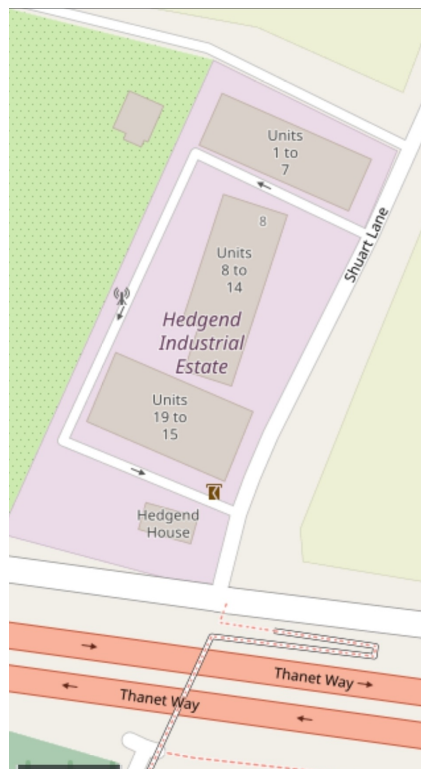 Units
1 to
7
8
Units
8 to
14
Shuart Lane
Hedgend
Industrial
Estate
Units
19 to
15
Hedgend
House
Thanet Way
Thanet Way